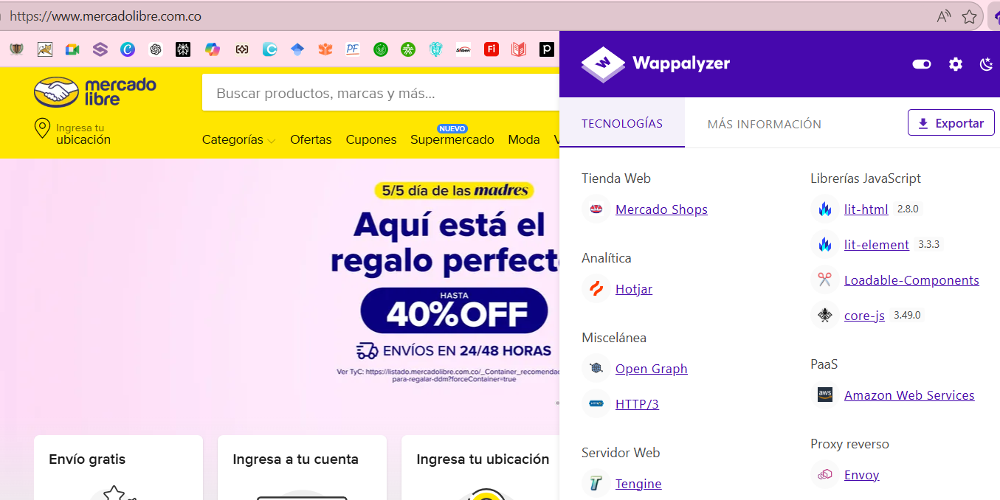 https://www.mercadolibre.com.co
mercado
libre
Buscar productos, marcas y más...
Ingresa tu
ubicación
Categorías
Ofertas
Cupones
NUEVO
Supermercado
Moda
V
5/5 día de las madres
Aquí está el
regalo perfecto
HASTA
40%OFF
ENVÍOS EN 24/48 HORAS
Ver TyC: https://listado.mercadolibre.com.co/_Container_recomendad
para-regalar-ddm?forceContainer=true
Envío gratis
Ingresa a tu cuenta
Ingresa tu ubicación
Wappalyzer
TECNOLOGÍAS
MÁS INFORMACIÓN
Exportar
Tienda Web
Mercado Shops
Analítica
Hotjar
Miscelánea
Open Graph
HTTP/3
Servidor Web
Tengine
Librerías JavaScript
lit-html 2.8.0
lit-element 3.3.3
Loadable-Components
core-js 3.49.0
PaaS
aws
Amazon Web Services
Proxy reverso
Envoy